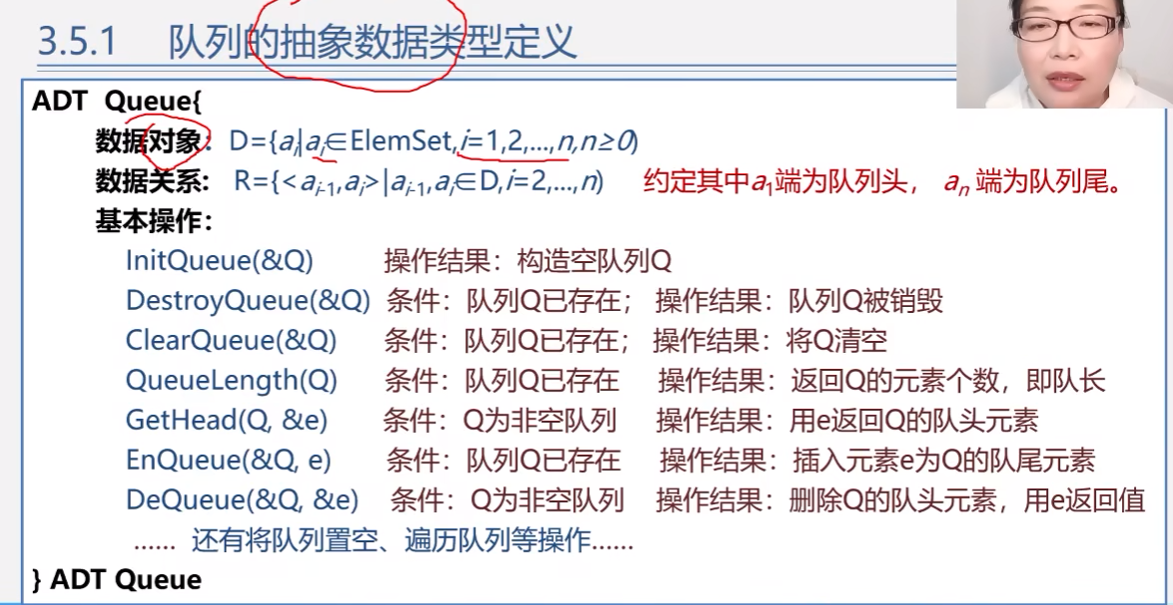 3.5.1 队列的抽象数据类型定义
ADT Queue{
数据对象：D={aᵢ|aᵢ∈ElemSet,i=1,2,...,n,n≥0}
数据关系：R={<aᵢ₋₁,aᵢ>|aᵢ₋₁,aᵢ∈D,i=2,...,n} 约定其中a₁端为队列头， aₙ 端为队列尾。
基本操作：
InitQueue(&Q) 操作结果：构造空队列Q
DestroyQueue(&Q) 条件：队列Q已存在； 操作结果：队列Q被销毁
ClearQueue(&Q) 条件：队列Q已存在； 操作结果：将Q清空
QueueLength(Q) 条件：队列Q已存在 操作结果：返回Q的元素个数，即队长
GetHead(Q, &e) 条件：Q为非空队列 操作结果：用e返回Q的队头元素
EnQueue(&Q, e) 条件：队列Q已存在 操作结果：插入元素e为Q的队尾元素
DeQueue(&Q, &e) 条件：Q为非空队列 操作结果：删除Q的队头元素，用e返回值
...... 还有将队列置空、遍历队列等操作......
} ADT Queue